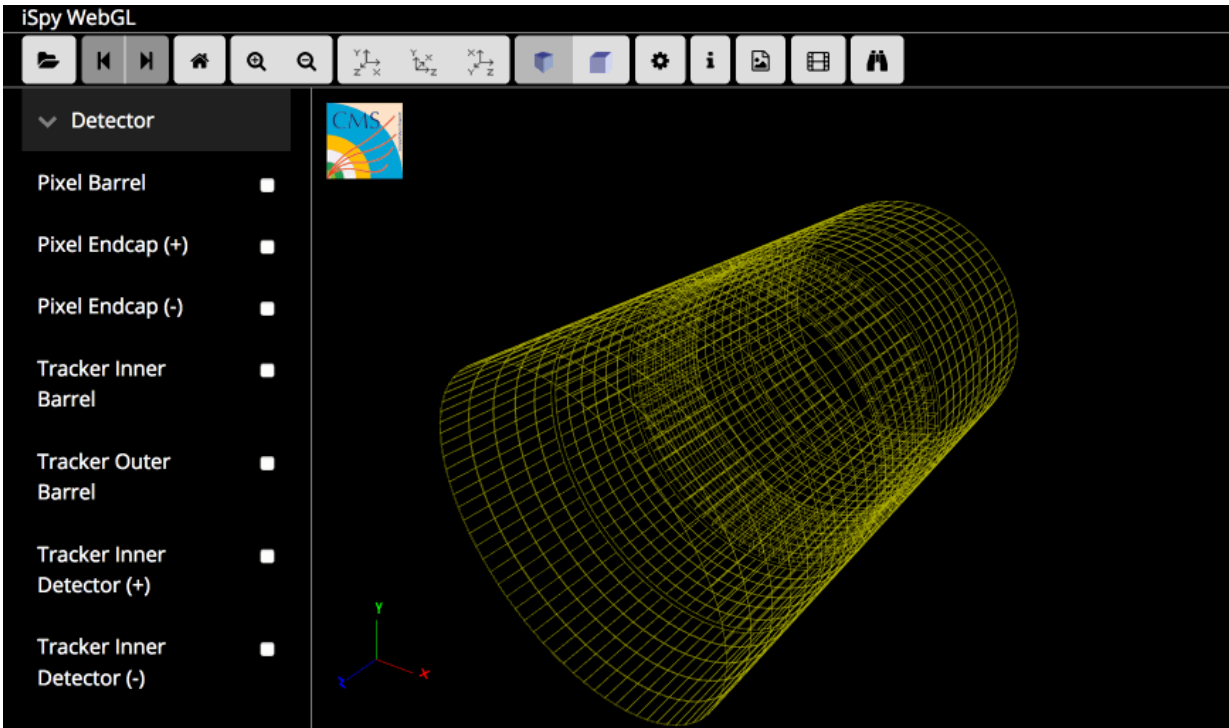 iSpy WebGL
Y
Z X
Y X
Z
X
Y Z
Detector
CMS
Pixel Barrel
Pixel Endcap (+)
Pixel Endcap (-)
Tracker Inner
Barrel
Tracker Outer
Barrel
Tracker Inner
Detector (+)
Tracker Inner
Detector (-)
Y
X
Z